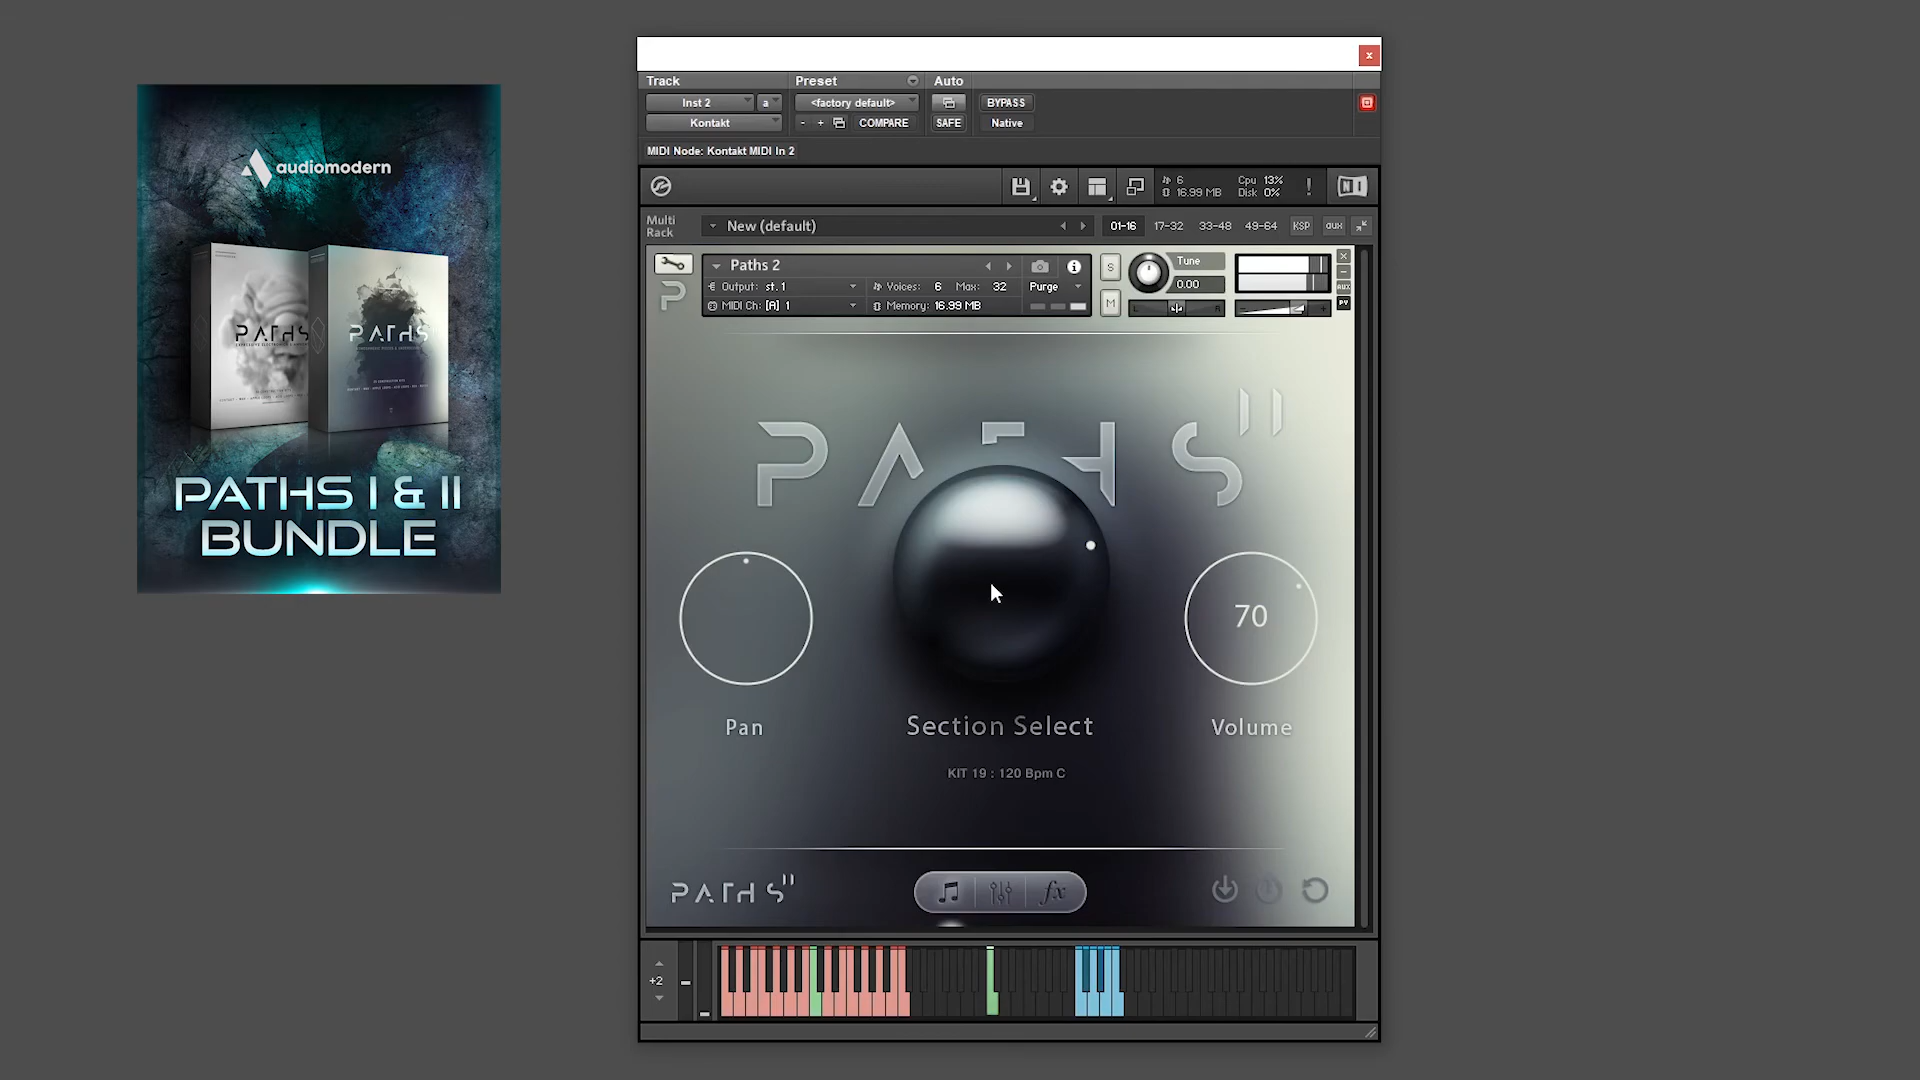 audiomodern
PATHS
PATHS
PATHS I & II
BUNDLE
x
Track
Preset
Auto
Inst 2
a
<factory default>
BYPASS
Kontakt
- +
COMPARE
SAFE
Native
MIDI Node: Kontakt MIDI In 2
6
16.99 MB
Cpu 13%
Disk 0%
!
NI
Multi
Rack
New (default)
01-16
17-32
33-48
49-64
KSP
aux
Paths 2
Output: st. 1
Voices: 6 Max: 32
Purge
MIDI Ch: [A] 1
Memory: 16.99 MB
S
M
Tune
0.00
L
R
AUX
PV
PATHS II
70
Pan
Section Select
Volume
KIT 19 : 120 Bpm C
PATHS II
fx
+2